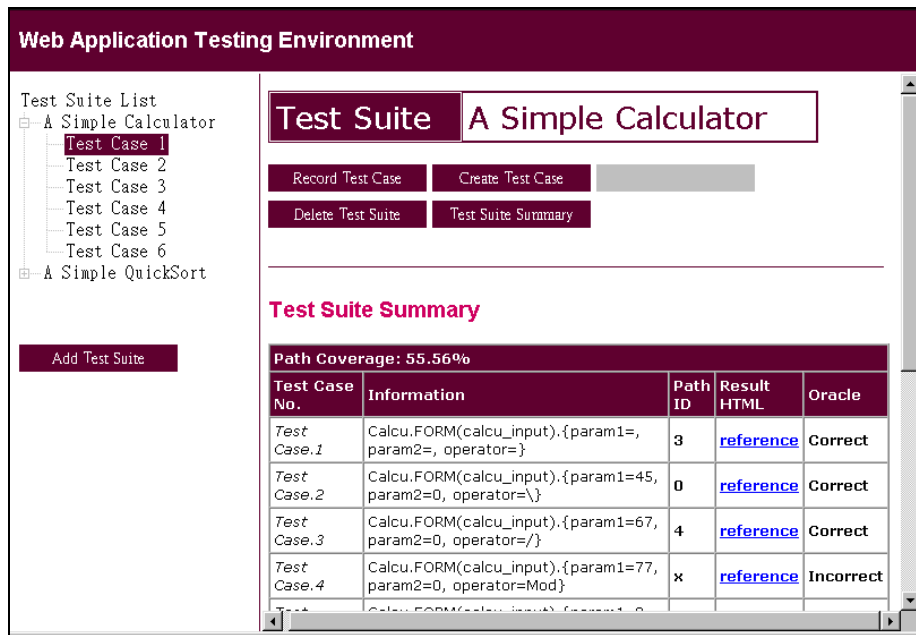 Web Application Testing Environment
Test Suite List
A Simple Calculator
Test Case 1
Test Case 2
Test Case 3
Test Case 4
Test Case 5
Test Case 6
A Simple QuickSort
Add Test Suite
Test Suite A Simple Calculator
Record Test Case Create Test Case
Delete Test Suite Test Suite Summary
Test Suite Summary
Path Coverage: 55.56%
Test Case No. Information Path ID Result HTML Oracle
Test Case.1 Calcu.FORM(calcu_input).{param1=, param2=, operator=} 3 reference Correct
Test Case.2 Calcu.FORM(calcu_input).{param1=45, param2=0, operator=\} 0 reference Correct
Test Case.3 Calcu.FORM(calcu_input).{param1=67, param2=0, operator=/} 4 reference Correct
Test Case.4 Calcu.FORM(calcu_input).{param1=77, param2=0, operator=Mod} x reference Incorrect